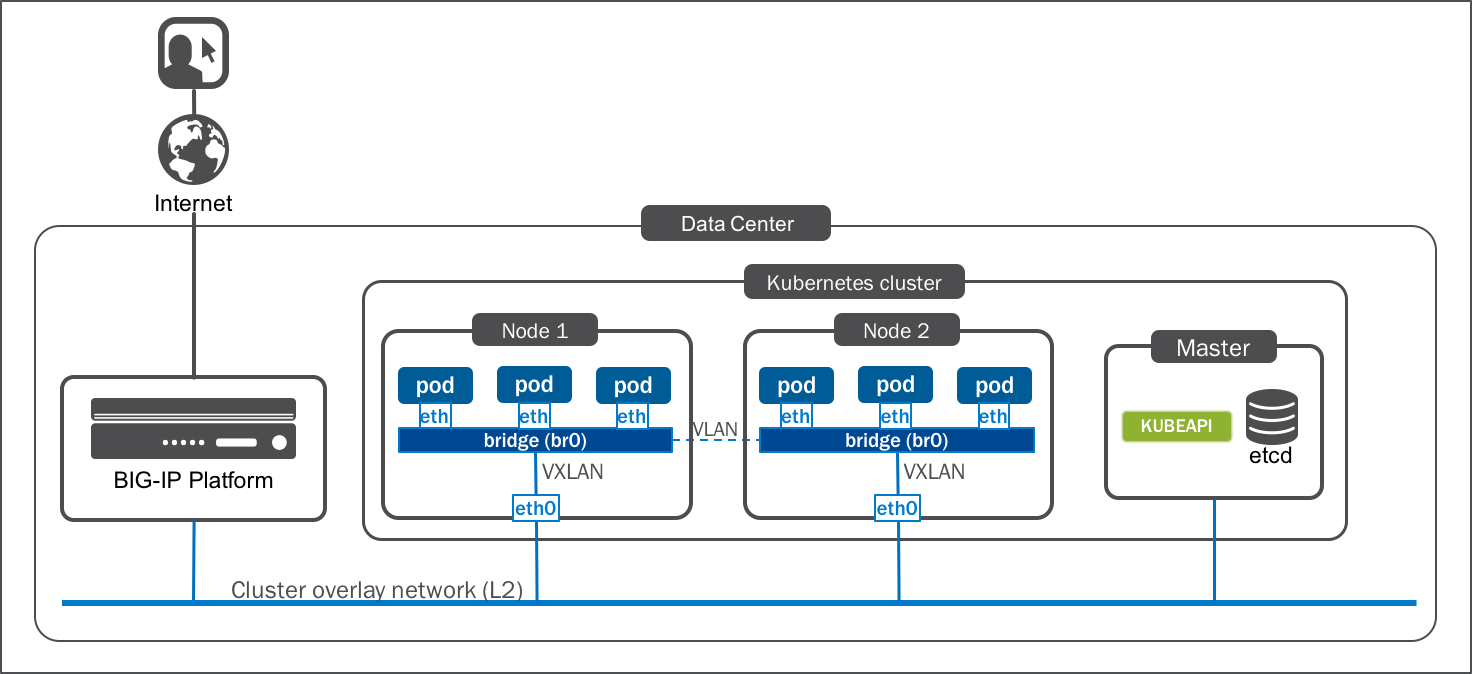 Internet
Data Center
Kubernetes cluster
Node 1
Node 2
Master
pod
pod
pod
pod
pod
pod
eth
eth
eth
eth
eth
eth
bridge (br0)
VLAN
bridge (br0)
KUBEAPI
etcd
VXLAN
VXLAN
BIG-IP Platform
eth0
eth0
Cluster overlay network (L2)